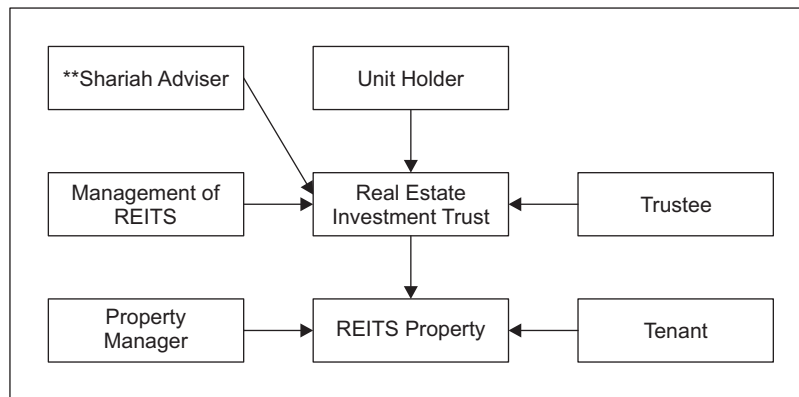 **Shariah Adviser
Unit Holder
Management of
REITS
Real Estate
Investment Trust
Trustee
Property
Manager
REITS Property
Tenant